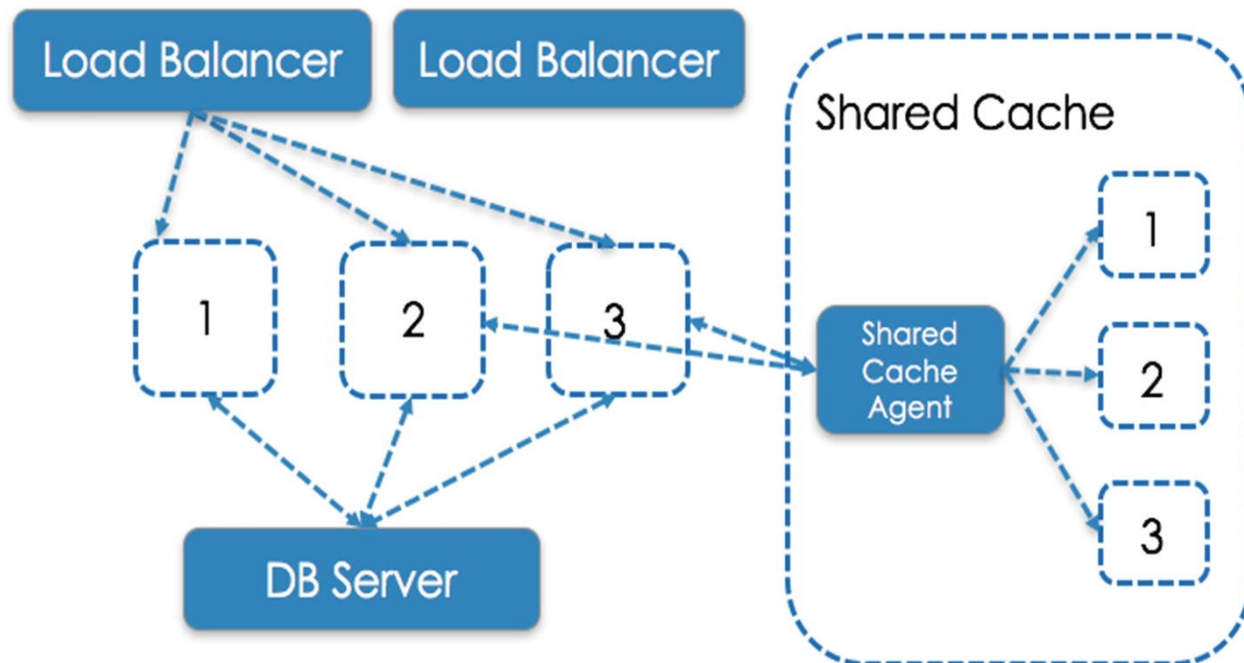 Load Balancer
Load Balancer
Shared Cache
1
2
3
1
2
3
Shared
Cache
Agent
DB Server